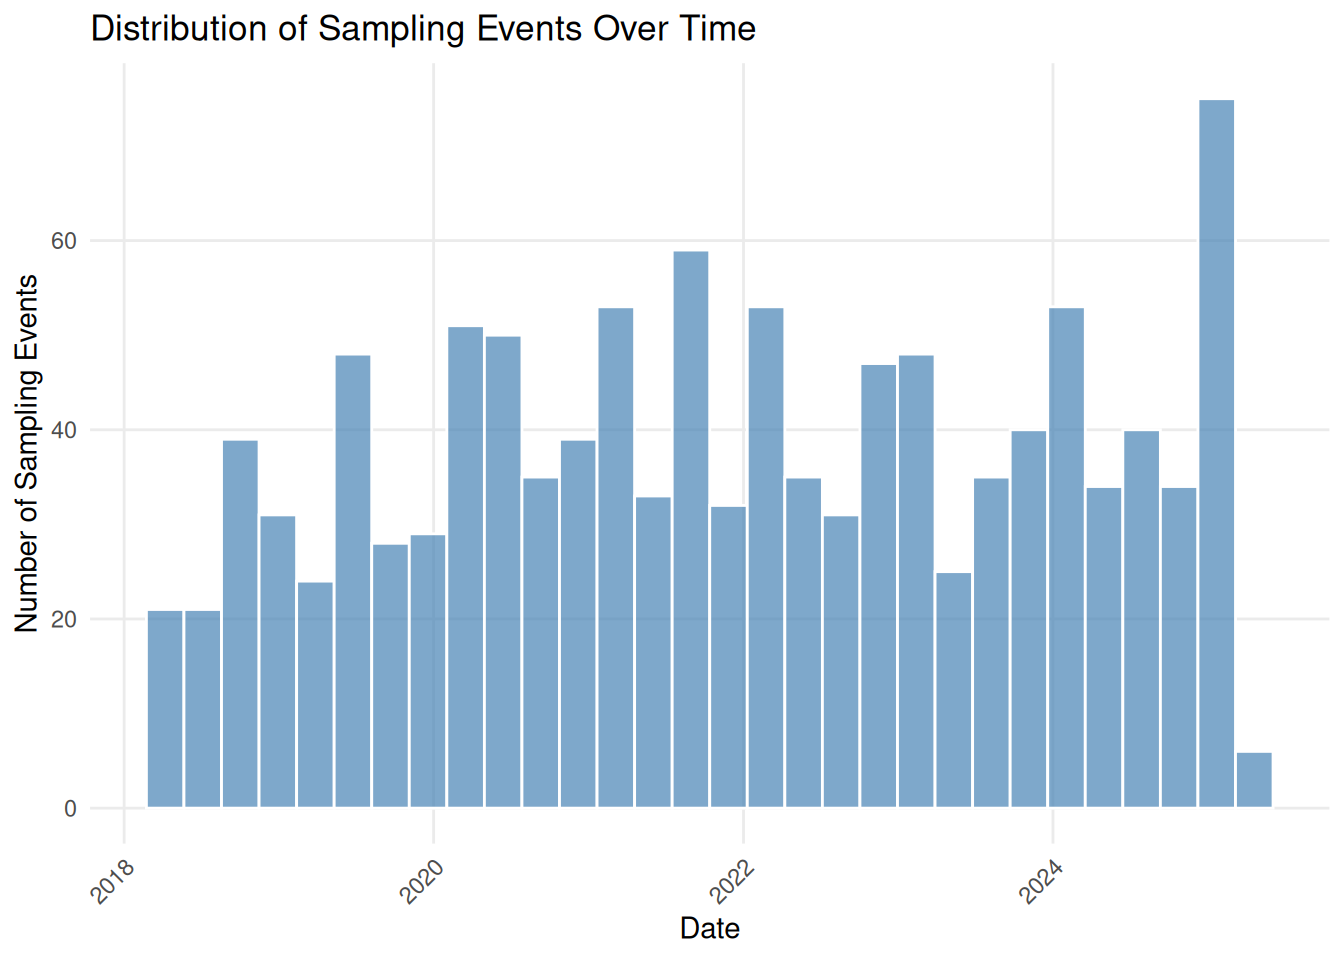 Distribution of Sampling Events Over Time
Number of Sampling Events
60
40
20
0
2018
2020
2022
2024
Date